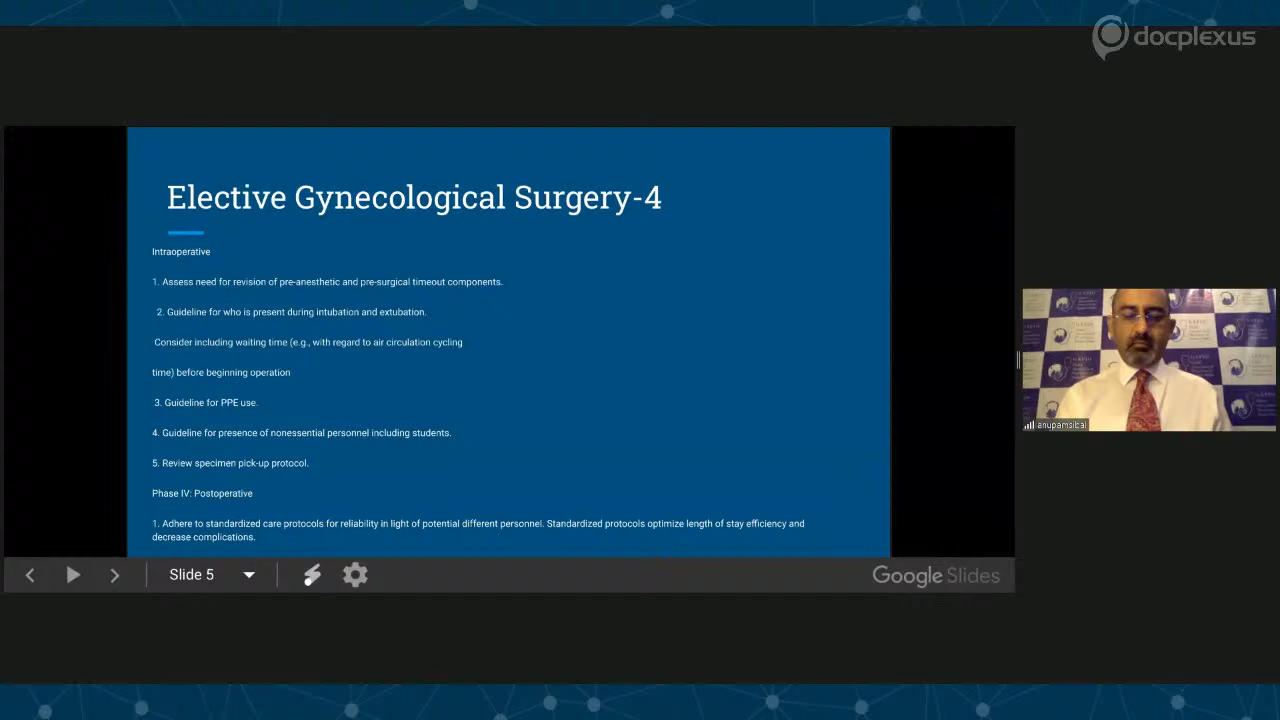 docplexus
Elective Gynecological Surgery-4
Intraoperative
1. Assess need for revision of pre-anesthetic and pre-surgical timeout components.
2. Guideline for who is present during intubation and extubation.
Consider including waiting time (e.g., with regard to air circulation cycling
time) before beginning operation
3. Guideline for PPE use.
4. Guideline for presence of nonessential personnel including students.
5. Review specimen pick-up protocol.
Phase IV: Postoperative
1. Adhere to standardized care protocols for reliability in light of potential different personnel. Standardized protocols optimize length of stay efficiency and
decrease complications.
anupamsibal
Slide 5
Google Slides